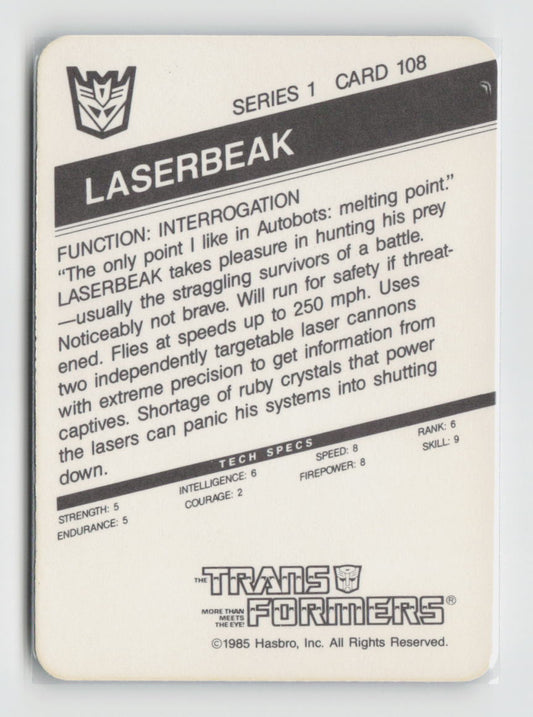 SERIES 1 CARD 108
LASERBEAK
FUNCTION: INTERROGATION
“The only point I like in Autobots: melting point.”
LASERBEAK takes pleasure in hunting his prey
—usually the straggling survivors of a battle.
Noticeably not brave. Will run for safety if threat-
ened. Flies at speeds up to 250 mph. Uses
two independently targetable laser cannons
with extreme precision to get information from
captives. Shortage of ruby crystals that power
the lasers can panic his systems into shutting
down.
TECH SPECS
STRENGTH: 5 INTELLIGENCE: 6 SPEED: 8 RANK: 6
ENDURANCE: 5 COURAGE: 2 FIREPOWER: 8 SKILL: 9
THE TRANSFORMERS®
MORE THAN
MEETS
THE EYE!
©1985 Hasbro, Inc. All Rights Reserved.